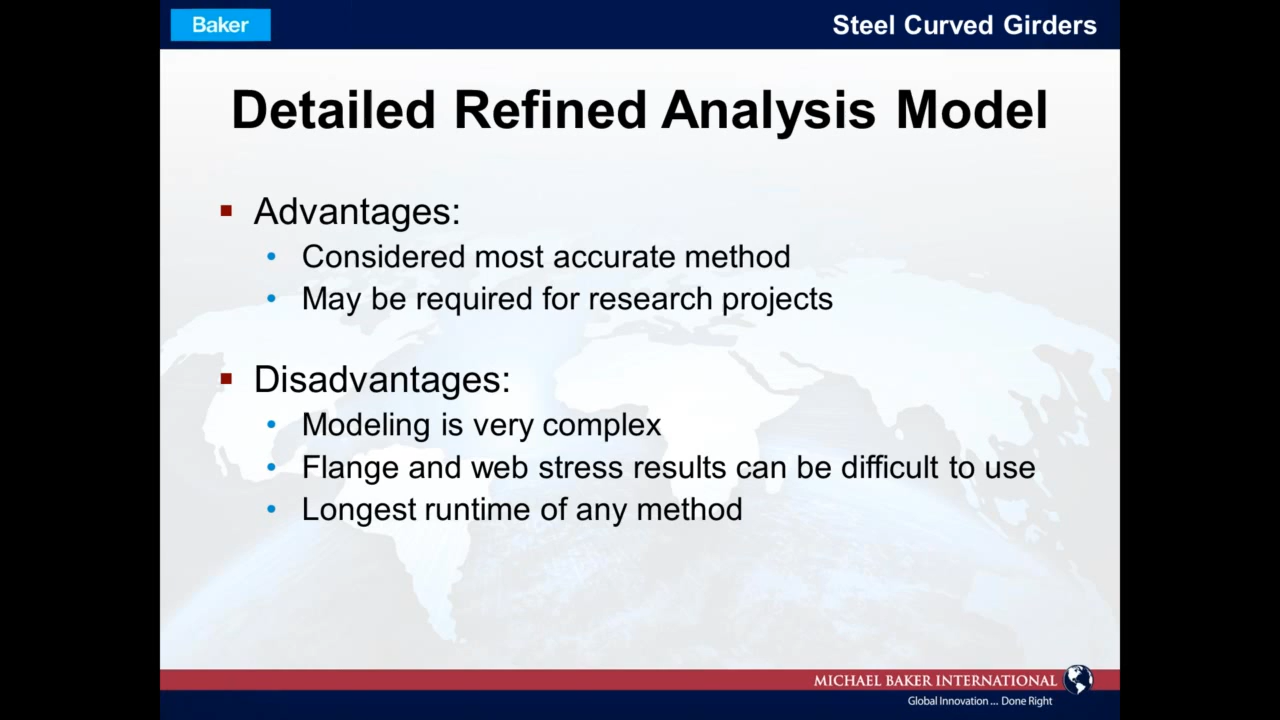 Baker
Steel Curved Girders
Detailed Refined Analysis Model
Advantages:
Considered most accurate method
May be required for research projects
Disadvantages:
Modeling is very complex
Flange and web stress results can be difficult to use
Longest runtime of any method
MICHAEL BAKER INTERNATIONAL
Global Innovation ... Done Right